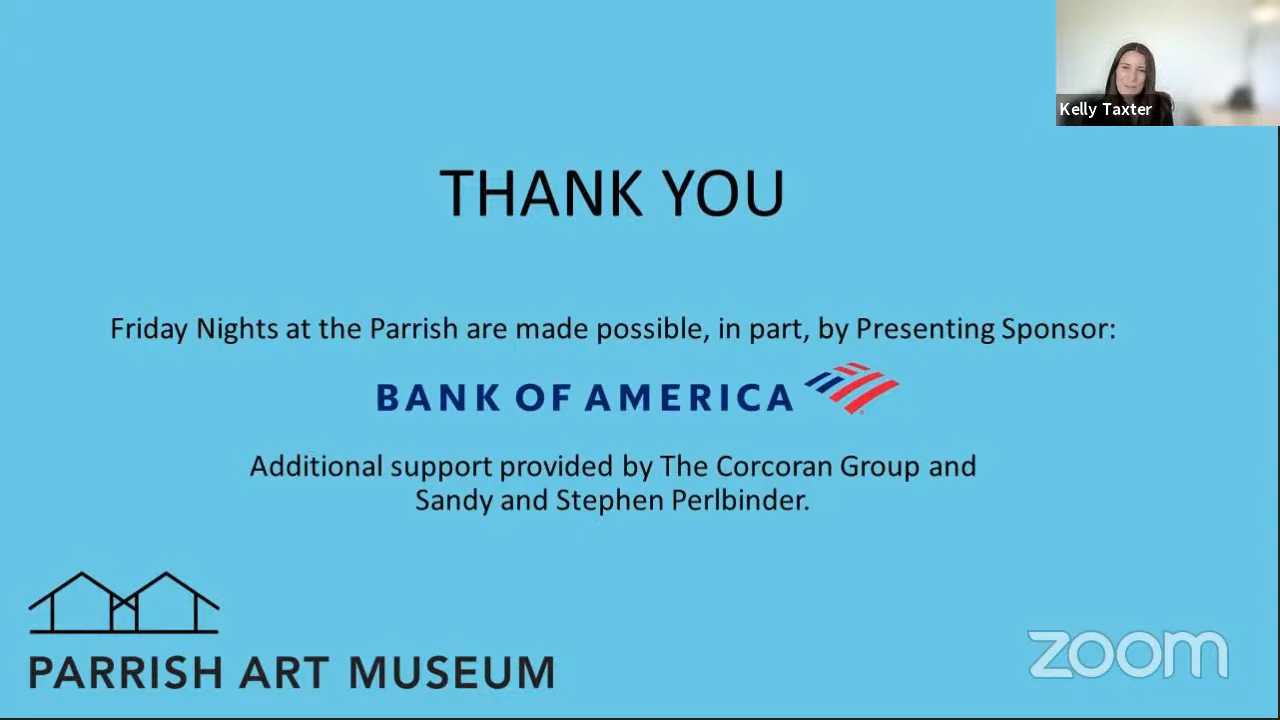 Kelly Taxter
THANK YOU
Friday Nights at the Parrish are made possible, in part, by Presenting Sponsor:
BANK OF AMERICA
Additional support provided by The Corcoran Group and
Sandy and Stephen Perlbinder.
PARRISH ART MUSEUM
zoom